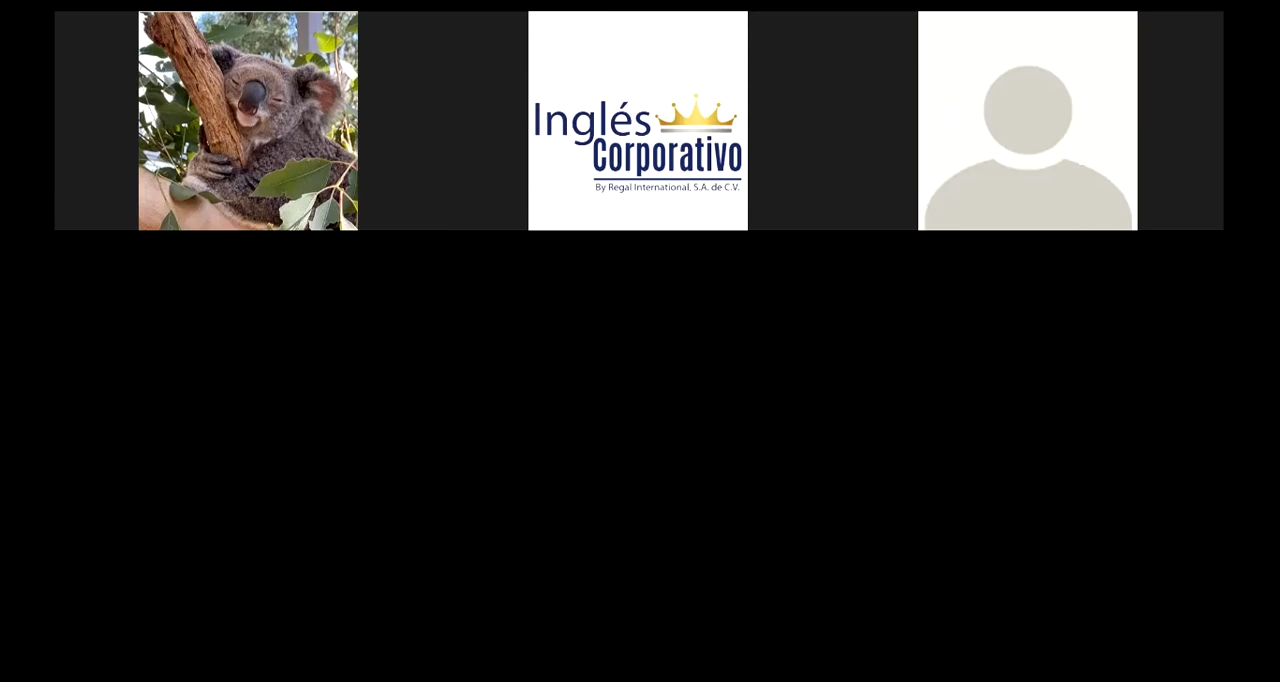 Inglés
Corporativo
By Regal International, S.A. de C.V.